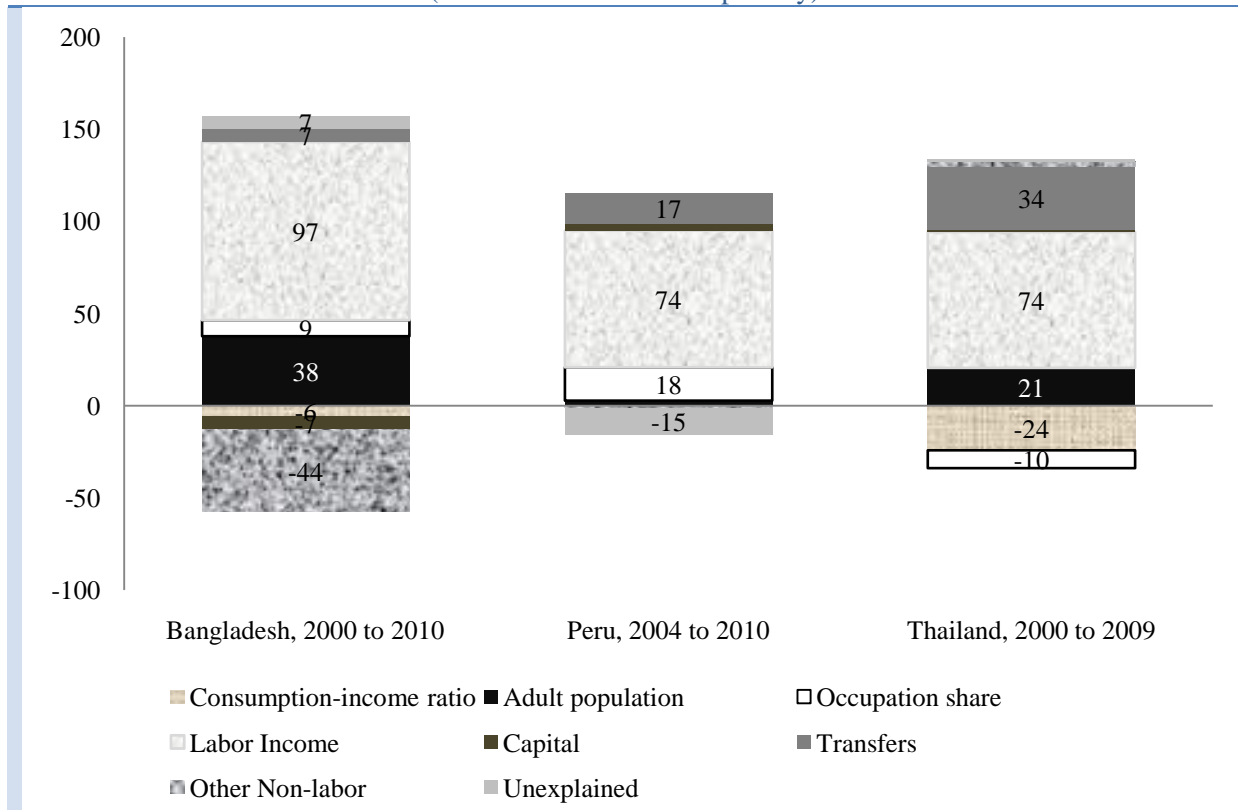 200
150
100
50
0
-50
-100
7
7
97
9
38
-6
-7
-44
17
74
18
-15
34
74
21
-24
-10
Bangladesh, 2000 to 2010
Peru, 2004 to 2010
Thailand, 2000 to 2009
Consumption-income ratio
Adult population
Occupation share
Labor Income
Capital
Transfers
Other Non-labor
Unexplained